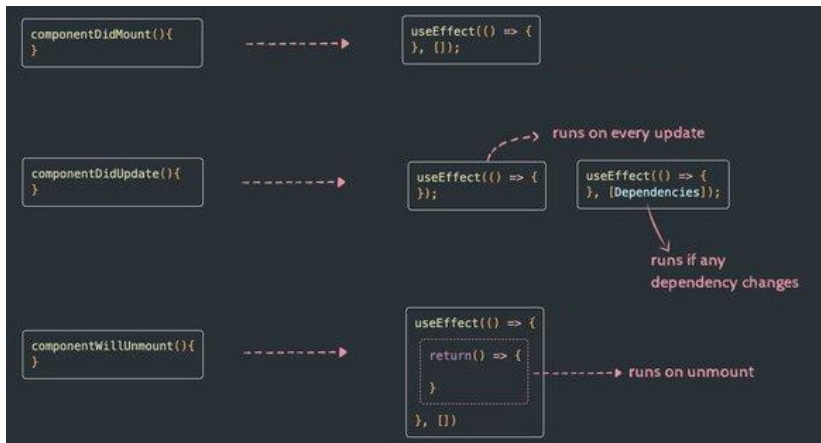 componentDidMount(){
}
useEffect(() => {
}, []);
componentDidUpdate(){
}
runs on every update
useEffect(() => {
});
useEffect(() => {
}, [Dependencies]);
runs if any
dependency changes
componentWillUnmount(){
}
useEffect(() => {
return() => {
}
}, [])
runs on unmount